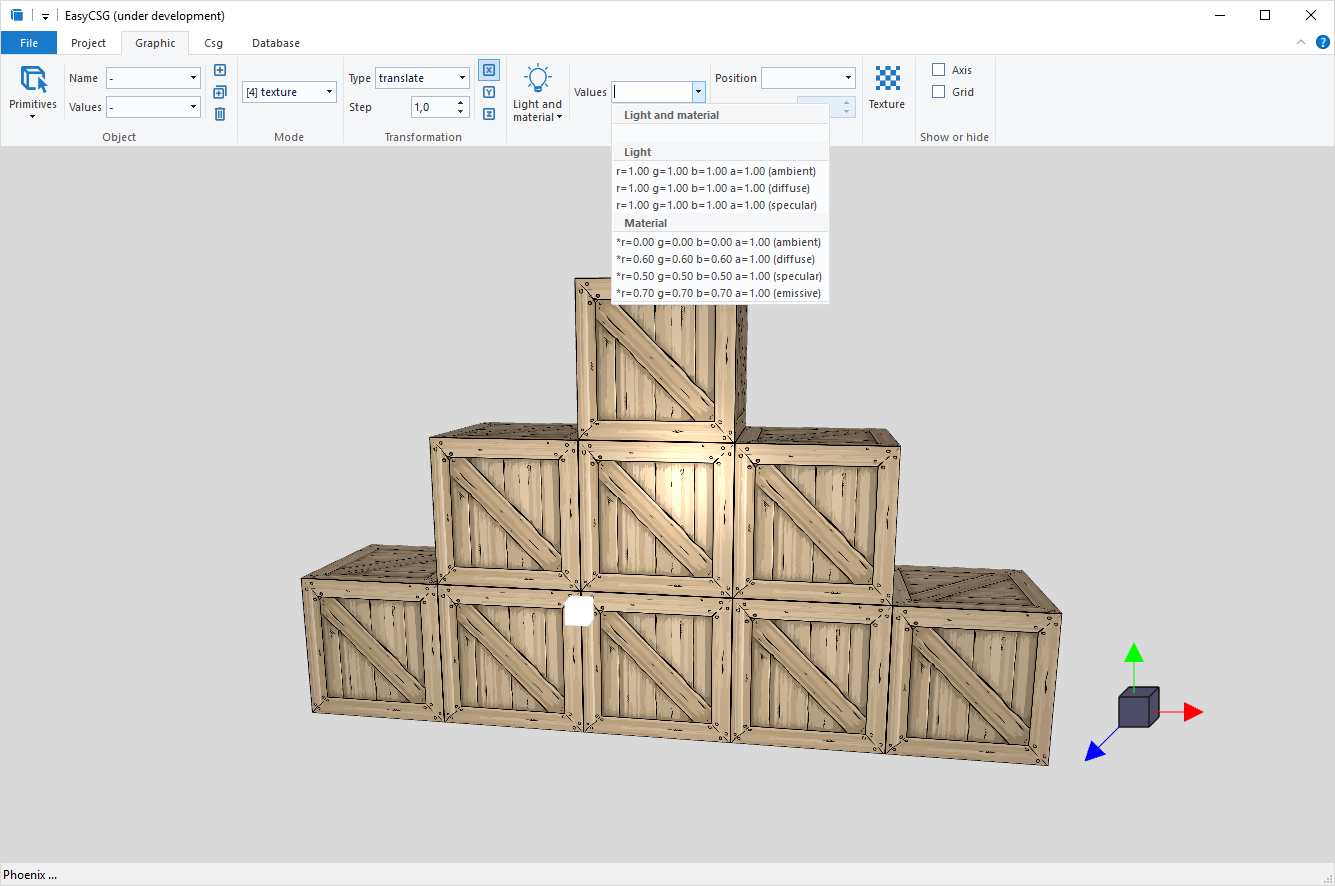 EasyCSG (under development)
File Project Graphic Csg Database
?
Primitives
Name -
Values -
Object
[4] texture
Mode
Type translate
Step 1,0
X
Y
Z
Transformation
Light and material
Values
Position
Texture
Axis
Grid
Show or hide
Light and material
Light
r=1.00 g=1.00 b=1.00 a=1.00 (ambient)
r=1.00 g=1.00 b=1.00 a=1.00 (diffuse)
r=1.00 g=1.00 b=1.00 a=1.00 (specular)
Material
*r=0.00 g=0.00 b=0.00 a=1.00 (ambient)
*r=0.60 g=0.60 b=0.60 a=1.00 (diffuse)
*r=0.50 g=0.50 b=0.50 a=1.00 (specular)
*r=0.70 g=0.70 b=0.70 a=1.00 (emissive)
Phoenix ...